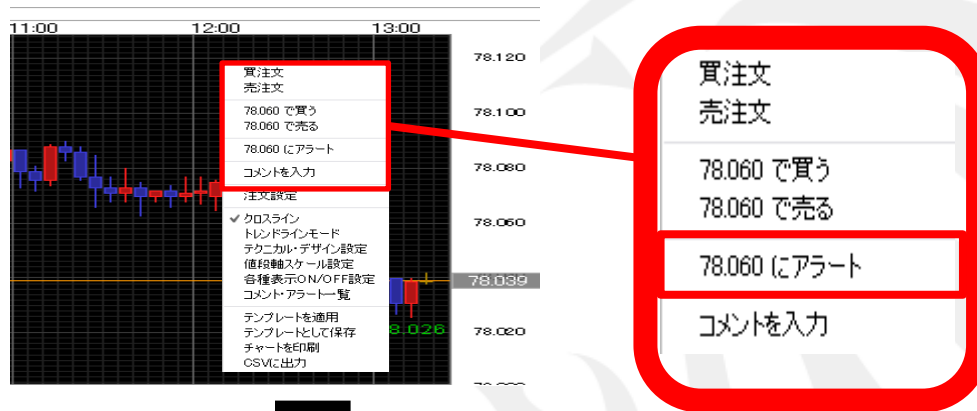 11:00 12:00 13:00
78.120
78.100
78.080
78.060
78.039
78.020
8.026
買注文
売注文
78.060 で買う
78.060 で売る
78.060 にアラート
コメントを入力
注文設定
✓ クロスライン
トレンドラインモード
テクニカル・デザイン設定
値段軸スケール設定
各種表示ON/OFF設定
コメント・アラート一覧
テンプレートを適用
テンプレートとして保存
チャートを印刷
CSVに出力
買注文
売注文
78.060 で買う
78.060 で売る
78.060 にアラート
コメントを入力